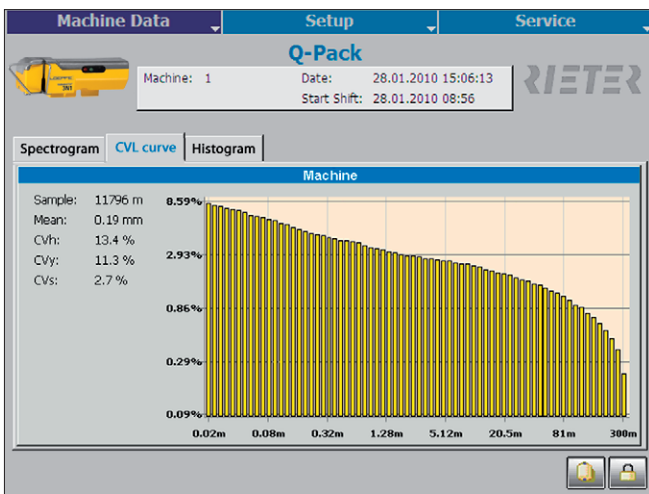 Machine Data Setup Service
Q-Pack
LOEPFE
Machine: 1 Date: 28.01.2010 15:06:13
Start Shift: 28.01.2010 08:56
RIETER
Spectrogram CVL curve Histogram
Machine
Sample: 11796 m
Mean: 0.19 mm
CVh: 13.4 %
CVy: 11.3 %
CVs: 2.7 %
8.59%
2.93%
0.86%
0.29%
0.09%
0.02m 0.08m 0.32m 1.28m 5.12m 20.5m 81m 300m